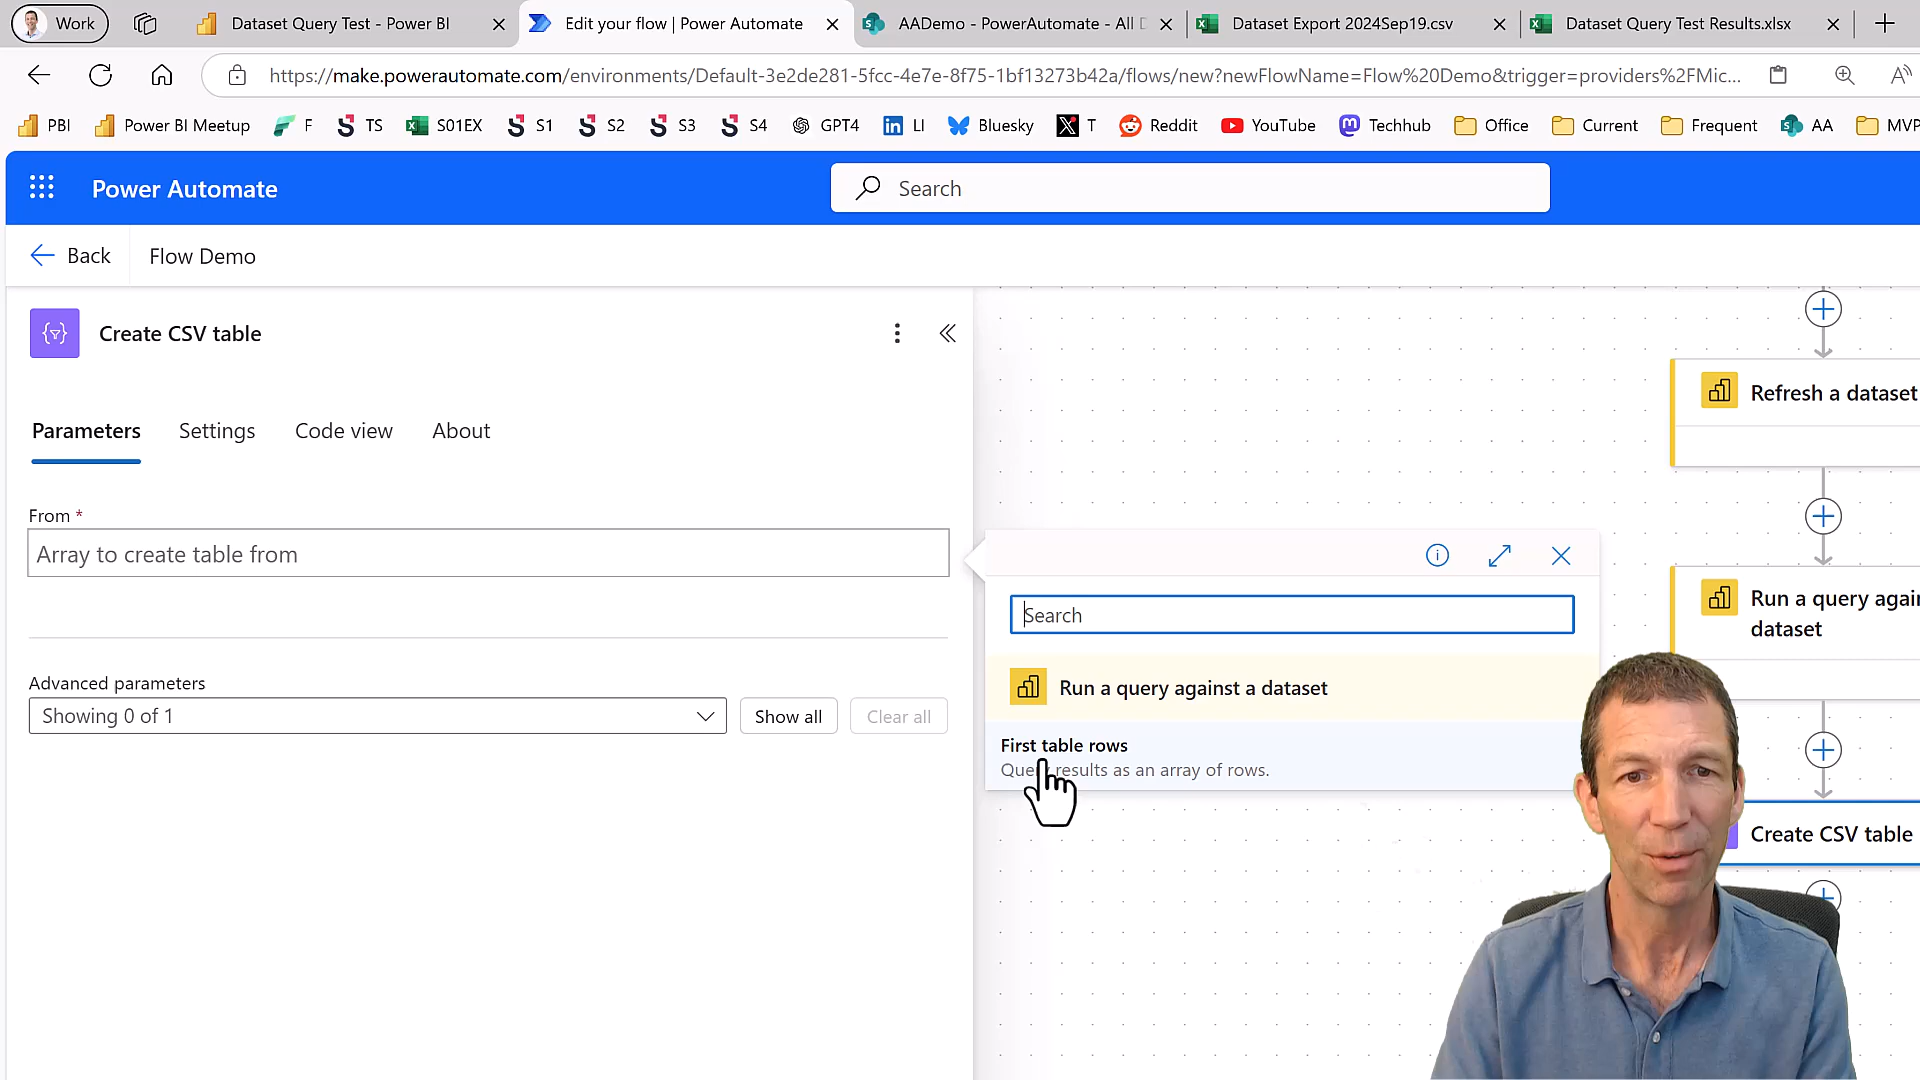 Work
Dataset Query Test - Power BI
Edit your flow | Power Automate
AADemo - PowerAutomate - All D
Dataset Export 2024Sep19.csv
Dataset Query Test Results.xlsx
https://make.powerautomate.com/environments/Default-3e2de281-5fcc-4e7e-8f75-1bf13273b42a/flows/new?newFlowName=Flow%20Demo&trigger=providers%2FMic...
PBI
Power BI Meetup
F
TS
S01EX
S1
S2
S3
S4
GPT4
LI
Bluesky
T
Reddit
YouTube
Techhub
Office
Current
Frequent
AA
MVP
Power Automate
Search
Back
Flow Demo
Create CSV table
Parameters
Settings
Code view
About
From *
Array to create table from
Advanced parameters
Showing 0 of 1
Show all
Clear all
Search
Run a query against a dataset
First table rows
Query results as an array of rows.
Refresh a dataset
Run a query again
dataset
Create CSV table